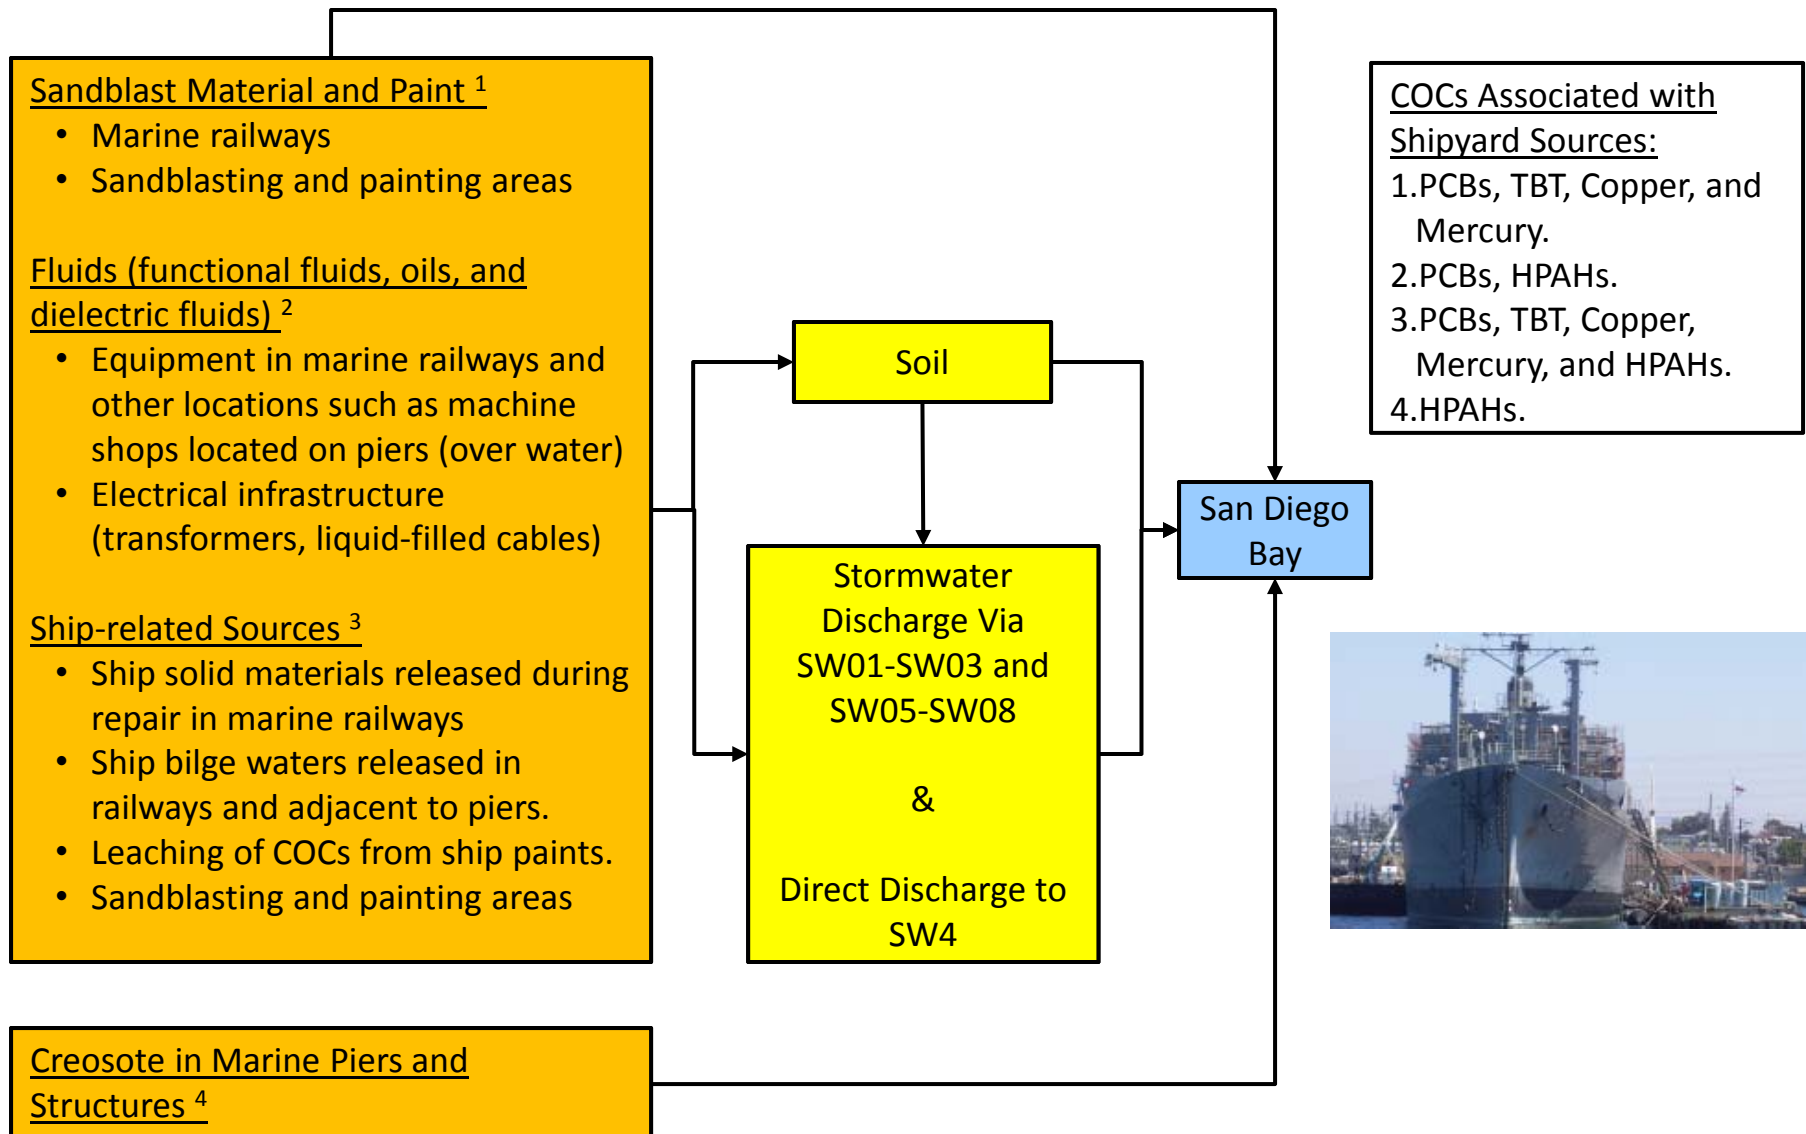 Sandblast Material and Paint 1
• Marine railways
• Sandblasting and painting areas
Fluids (functional fluids, oils, and
dielectric fluids) 2
• Equipment in marine railways and
other locations such as machine
shops located on piers (over water)
• Electrical infrastructure
(transformers, liquid-filled cables)
Ship-related Sources 3
• Ship solid materials released during
repair in marine railways
• Ship bilge waters released in
railways and adjacent to piers.
• Leaching of COCs from ship paints.
• Sandblasting and painting areas
Creosote in Marine Piers and
Structures 4
Soil
Stormwater
Discharge Via
SW01-SW03 and
SW05-SW08
&
Direct Discharge to
SW4
San Diego
Bay
COCs Associated with
Shipyard Sources:
1.PCBs, TBT, Copper, and
Mercury.
2.PCBs, HPAHs.
3.PCBs, TBT, Copper,
Mercury, and HPAHs.
4.HPAHs.